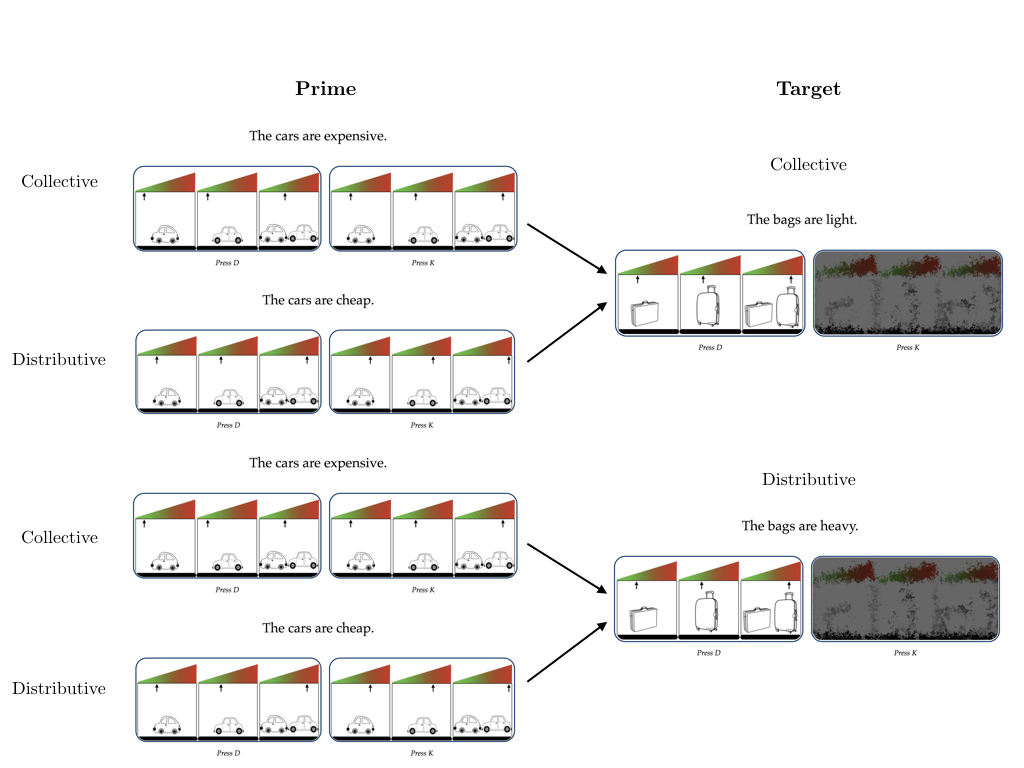 Prime
Target
The cars are expensive.
Collective
Press D
Press K
The cars are cheap.
Distributive
Press D
Press K
Collective
The bags are light.
Press D
Press K
The cars are expensive.
Collective
Press D
Press K
The cars are cheap.
Distributive
Press D
Press K
Distributive
The bags are heavy.
Press D
Press K